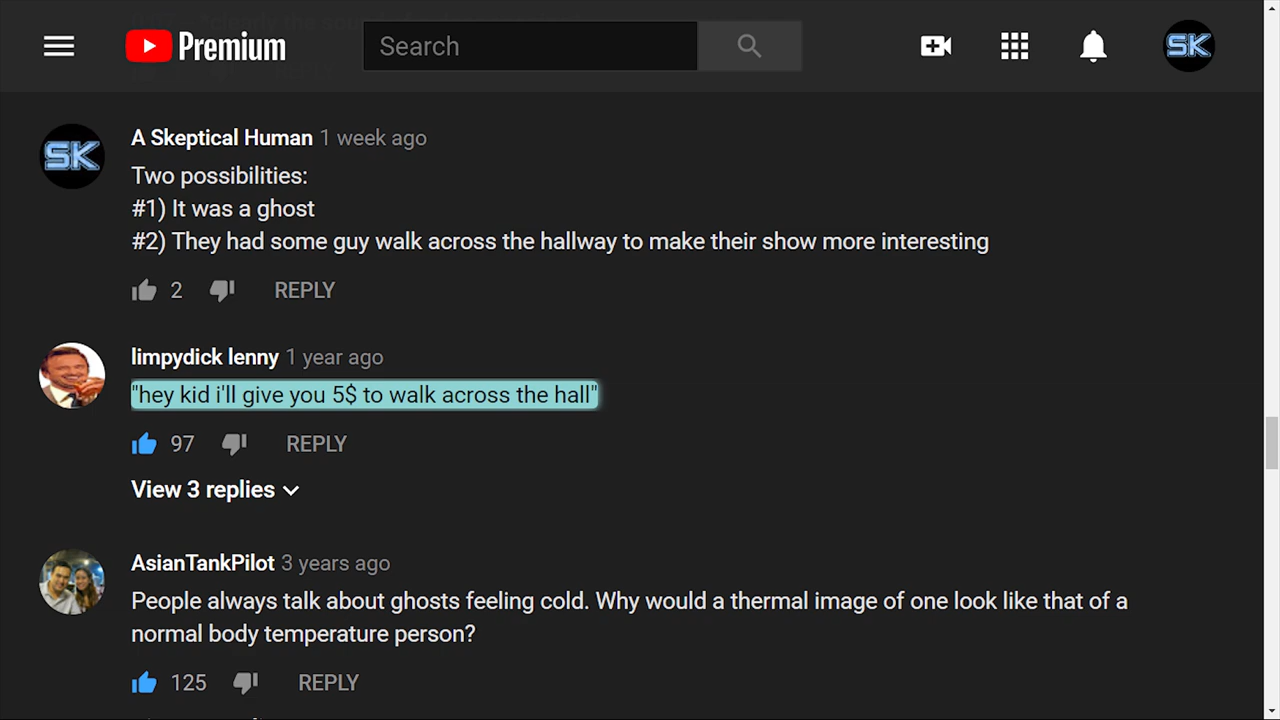 Premium
Search
SK
SK
A Skeptical Human 1 week ago
Two possibilities:
#1) It was a ghost
#2) They had some guy walk across the hallway to make their show more interesting
2 REPLY
limpydick lenny 1 year ago
"hey kid i'll give you 5$ to walk across the hall"
97 REPLY
View 3 replies
AsianTankPilot 3 years ago
People always talk about ghosts feeling cold. Why would a thermal image of one look like that of a
normal body temperature person?
125 REPLY